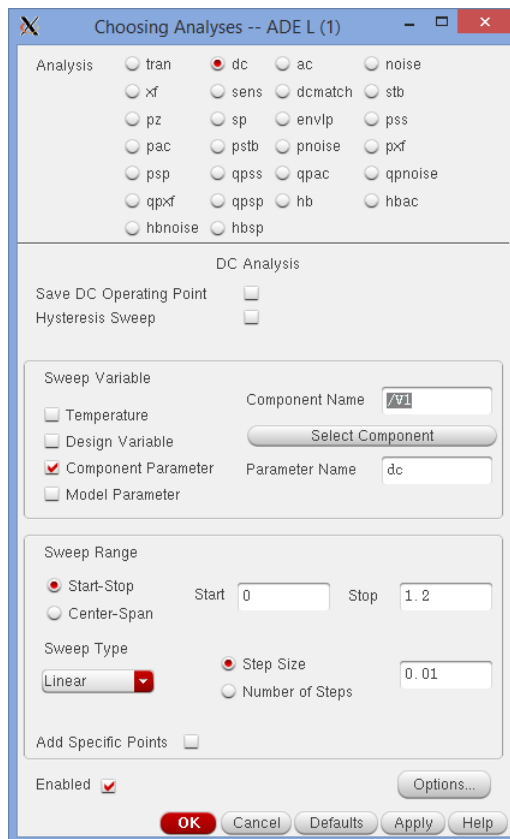 Choosing Analyses -- ADE L (1)
Analysis tran dc ac noise
xf sens dcmatch stb
pz sp envlp pss
pac pstb pnoise pxf
psp qpss qpac qpnoise
qpxf qpsp hb hbac
hbnoise hbsp
DC Analysis
Save DC Operating Point
Hysteresis Sweep
Sweep Variable
Temperature
Design Variable
Component Parameter
Model Parameter
Component Name /V1
Select Component
Parameter Name dc
Sweep Range
Start-Stop
Center-Span
Start 0 Stop 1.2
Sweep Type
Linear
Step Size
Number of Steps
0.01
Add Specific Points
Enabled Options...
OK Cancel Defaults Apply Help